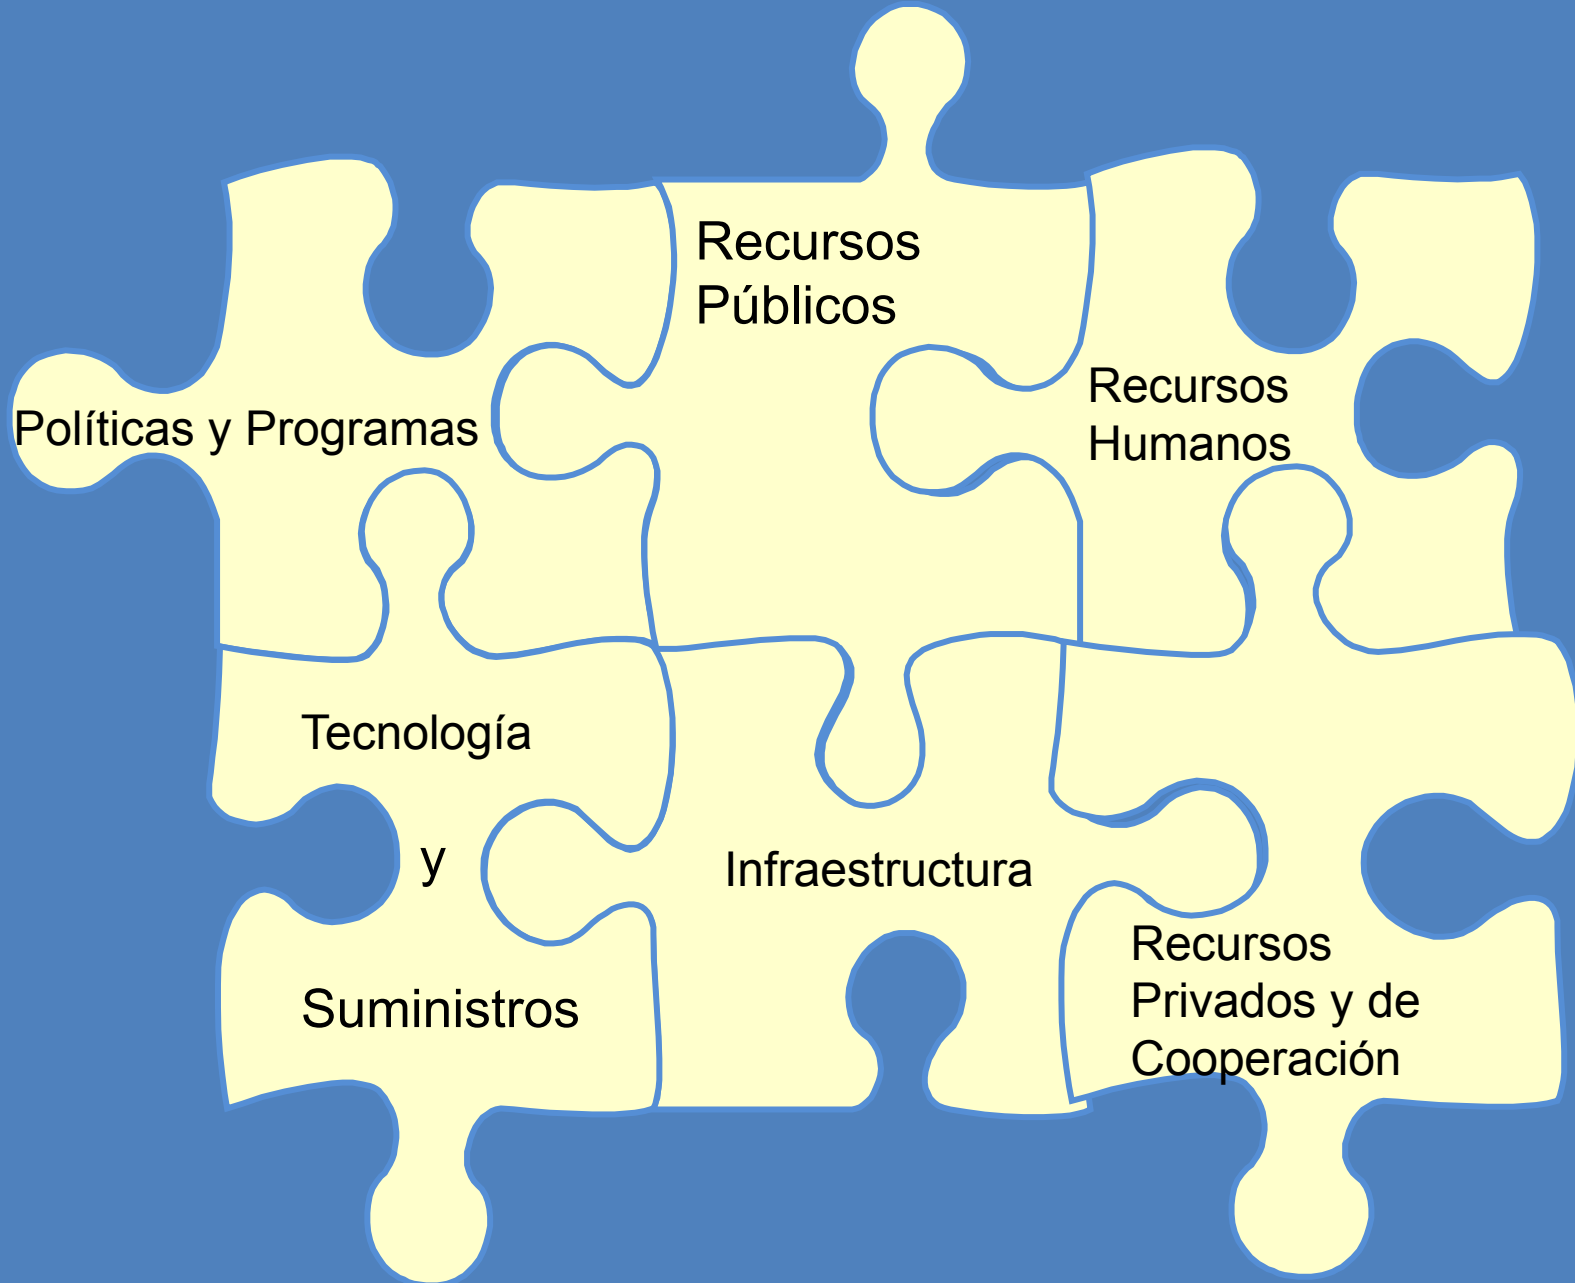 Recursos
Públicos
Recursos
Humanos
Políticas y Programas
Tecnología
y
Suministros
Infraestructura
Recursos
Privados y de
Cooperación